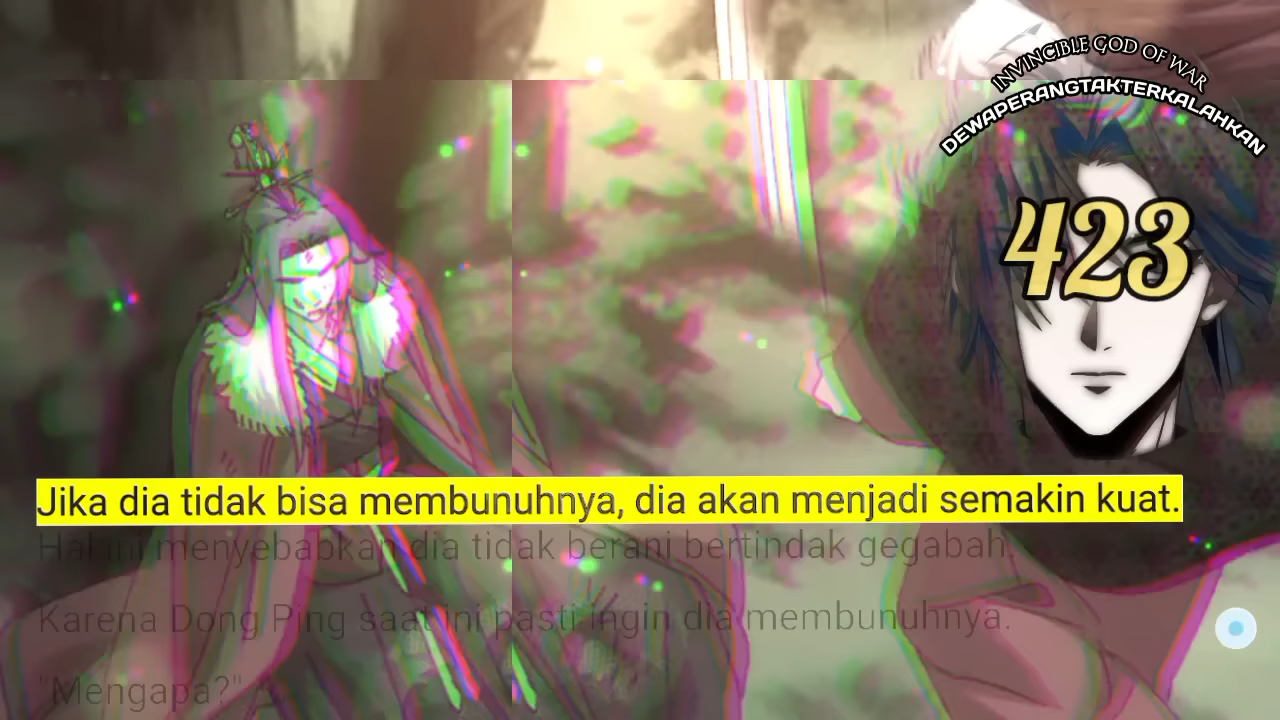 INVINCIBLE GOD OF WAR
DEWAPERANGTAKTERKALAHKAN
423
Jika dia tidak bisa membunuhnya, dia akan menjadi semakin kuat.
Hal ini menyebabkan dia tidak berani bertindak gegabah.
Karena Dong Ping saat ini pasti ingin dia membunuhnya.
"Mengapa?"